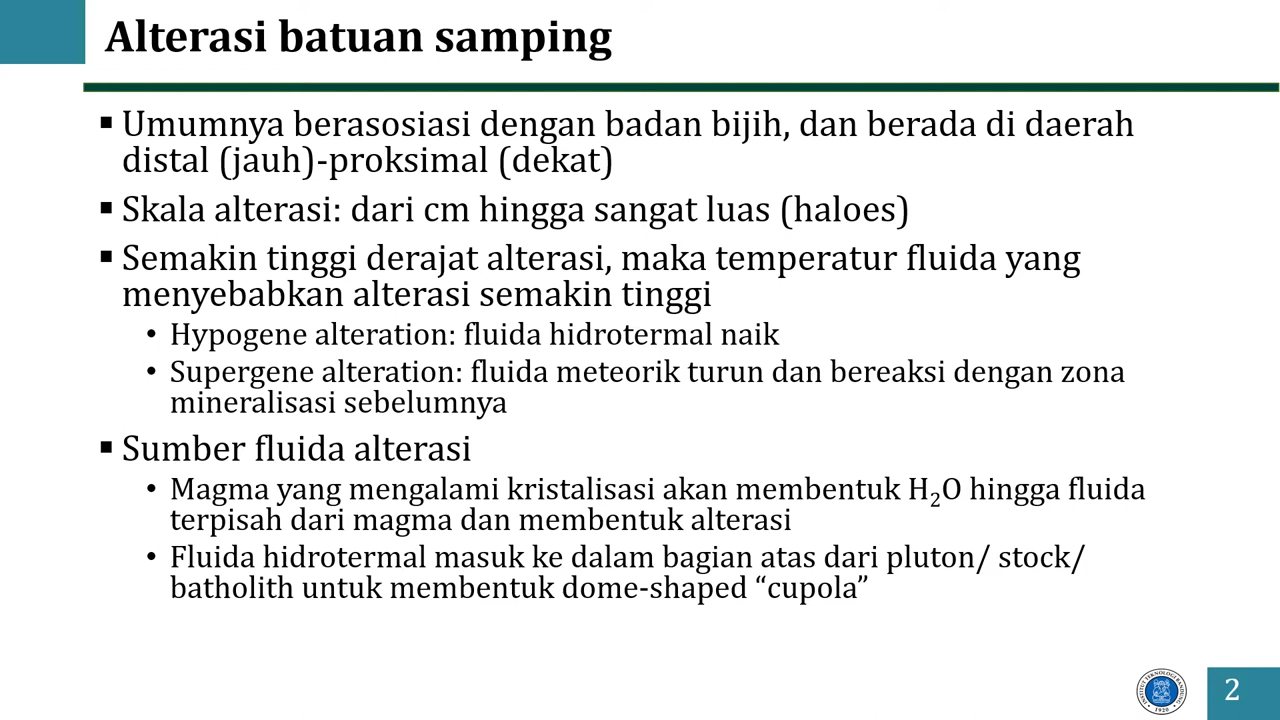 Alterasi batuan samping
▪ Umumnya berasosiasi dengan badan bijih, dan berada di daerah
distal (jauh)-proksimal (dekat)
▪ Skala alterasi: dari cm hingga sangat luas (haloes)
▪ Semakin tinggi derajat alterasi, maka temperatur fluida yang
menyebabkan alterasi semakin tinggi
• Hypogene alteration: fluida hidrotermal naik
• Supergene alteration: fluida meteorik turun dan bereaksi dengan zona
mineralisasi sebelumnya
▪ Sumber fluida alterasi
• Magma yang mengalami kristalisasi akan membentuk H₂O hingga fluida
terpisah dari magma dan membentuk alterasi
• Fluida hidrotermal masuk ke dalam bagian atas dari pluton/ stock/
batholith untuk membentuk dome-shaped “cupola”
INSTITUT TEKNOLOGI BANDUNG
1920
2